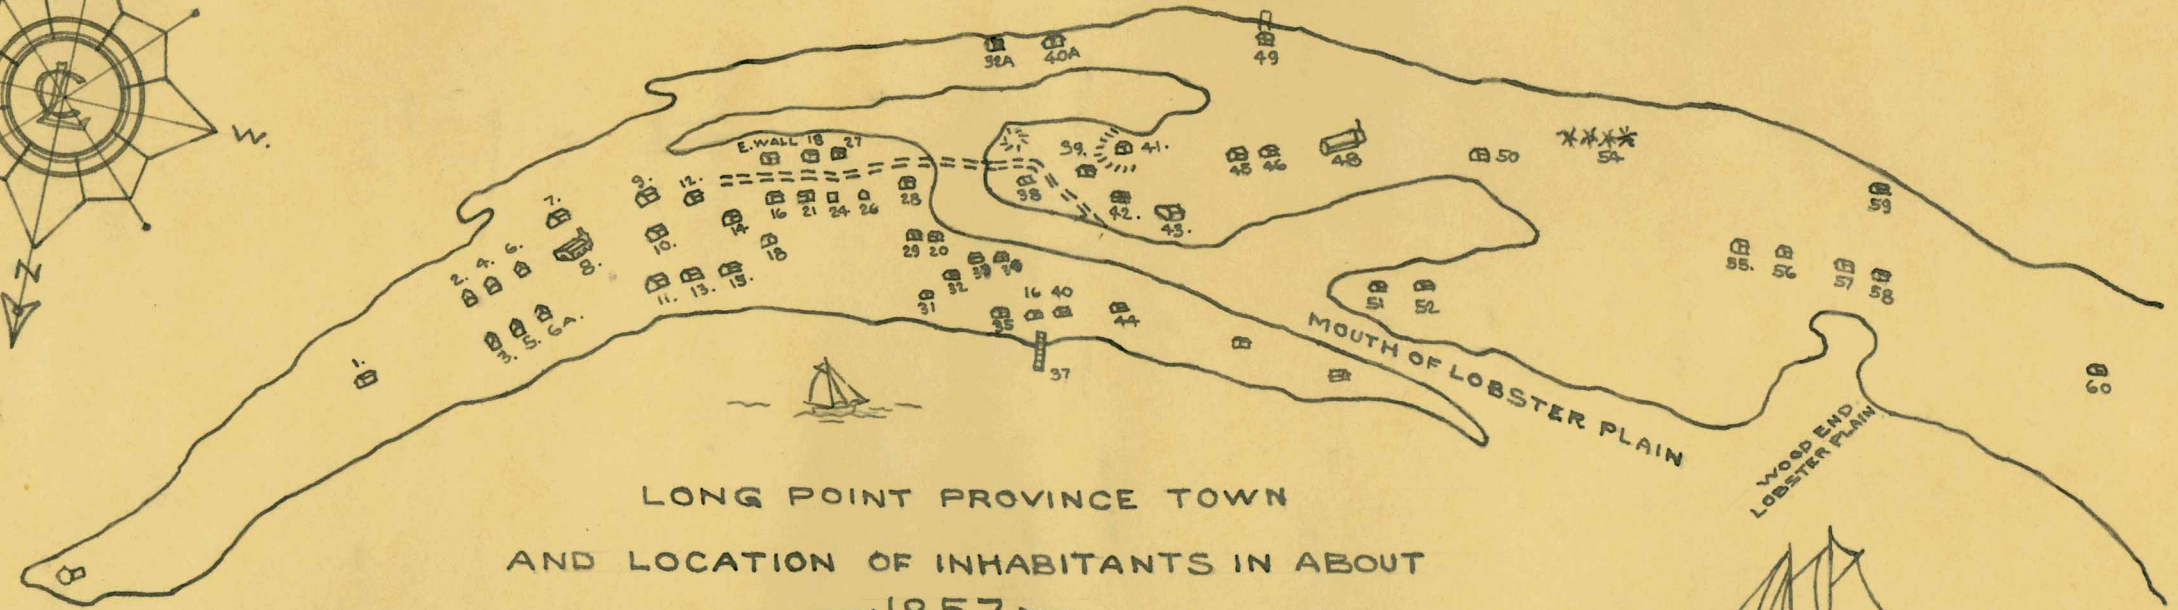 W.
N
32A
40A
49
E. WALL 18 27
39. 41.
45 46
48
50
54
59
9. 12.
7.
16 21 24 26 28
38
42.
43.
10.
14
18
2. 4. 6.
8.
29 20
55. 56 57 58
11. 13. 15.
32
31
16 40
35
44
51 52
3. 5. 6A.
1.
37
60
MOUTH OF LOBSTER PLAIN
WOOD END
LOBSTER PLAIN
LONG POINT PROVINCE TOWN
AND LOCATION OF INHABITANTS IN ABOUT
1857.